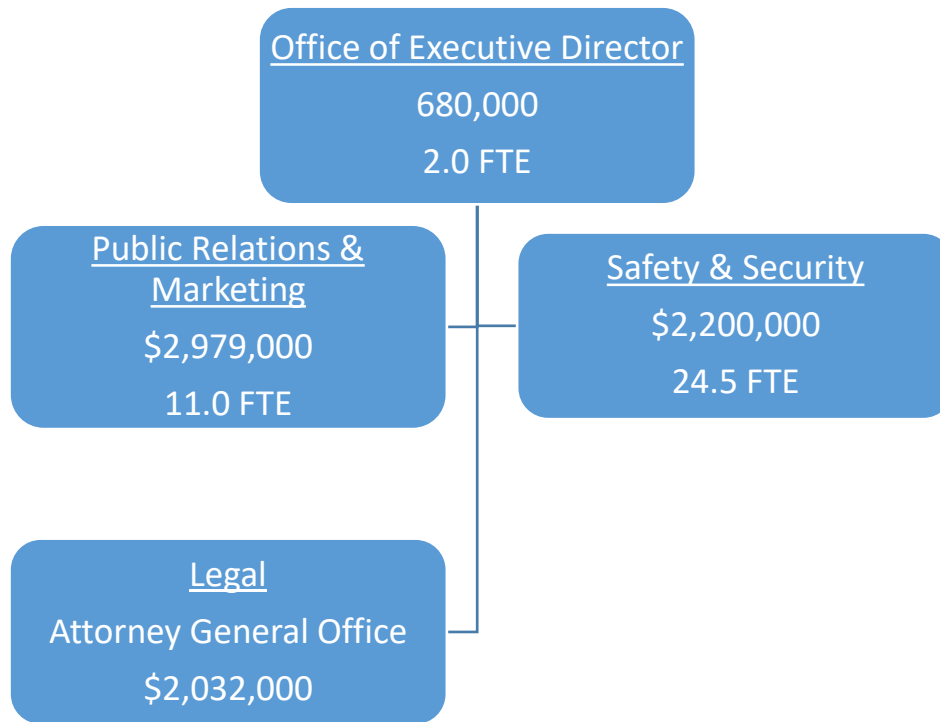 Office of Executive Director
680,000
2.0 FTE
Public Relations &
Marketing
$2,979,000
11.0 FTE
Safety & Security
$2,200,000
24.5 FTE
Legal
Attorney General Office
$2,032,000